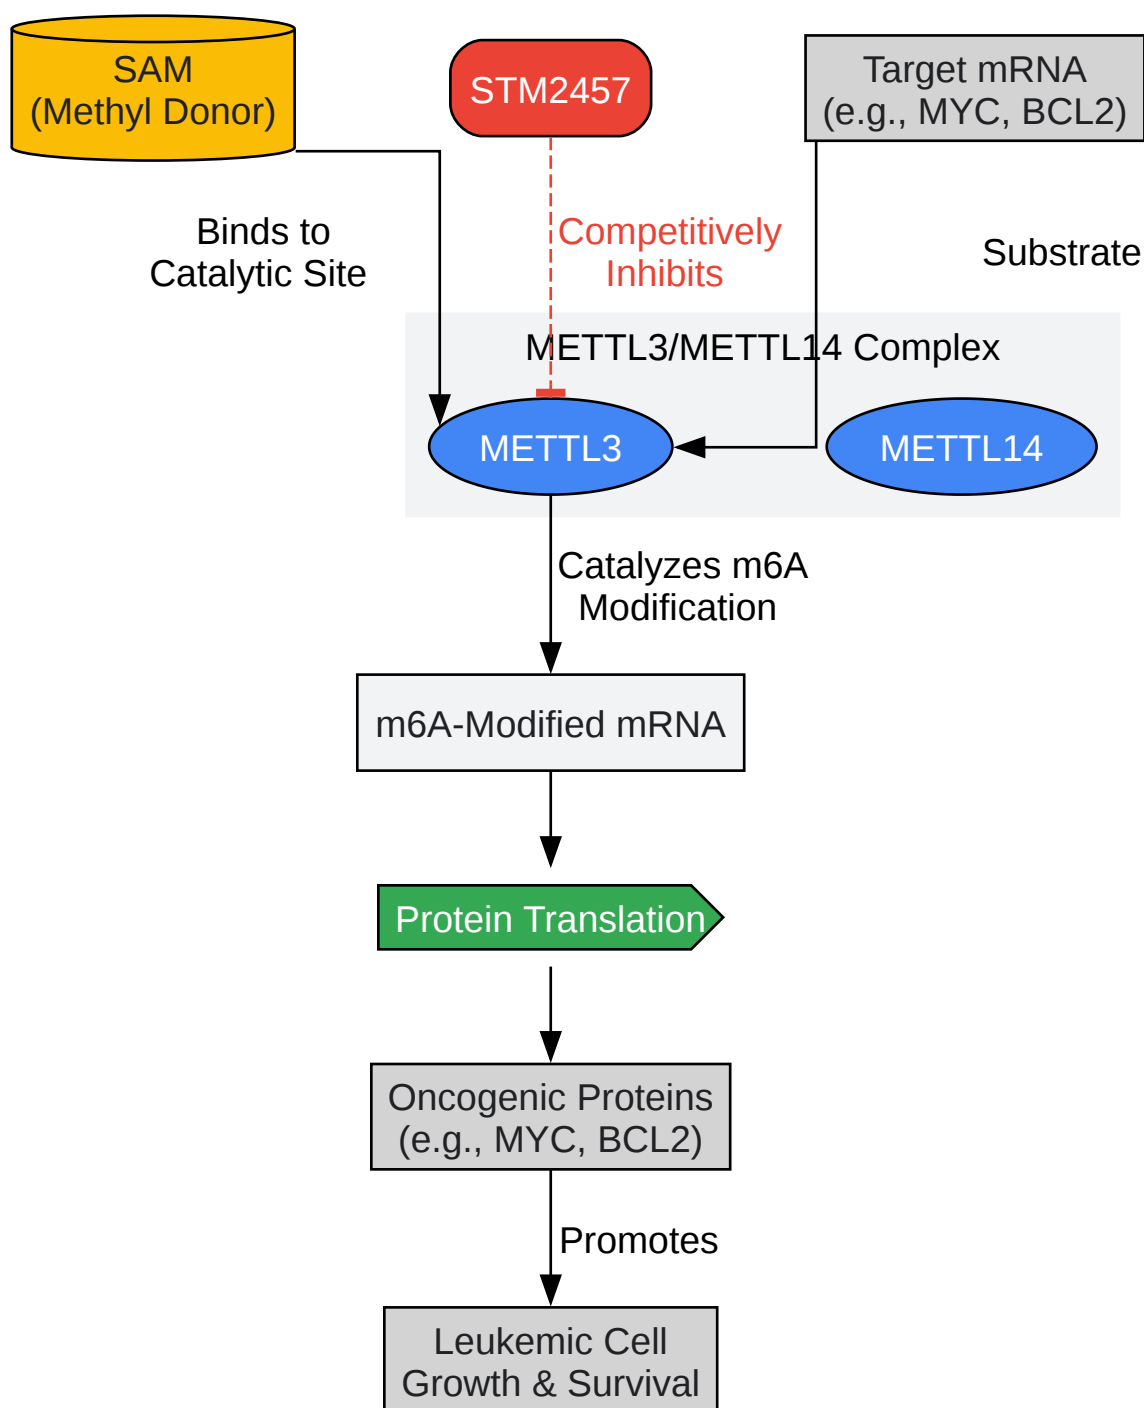 SAM
(Methyl Donor)
STM2457
Target mRNA
(e.g., MYC, BCL2)
Binds to
Catalytic Site
Competitively
Inhibits
Substrate
METTL3/METTL14 Complex
METTL3
METTL14
Catalyzes m6A
Modification
m6A-Modified mRNA
Protein Translation
Oncogenic Proteins
(e.g., MYC, BCL2)
Promotes
Leukemic Cell
Growth & Survival